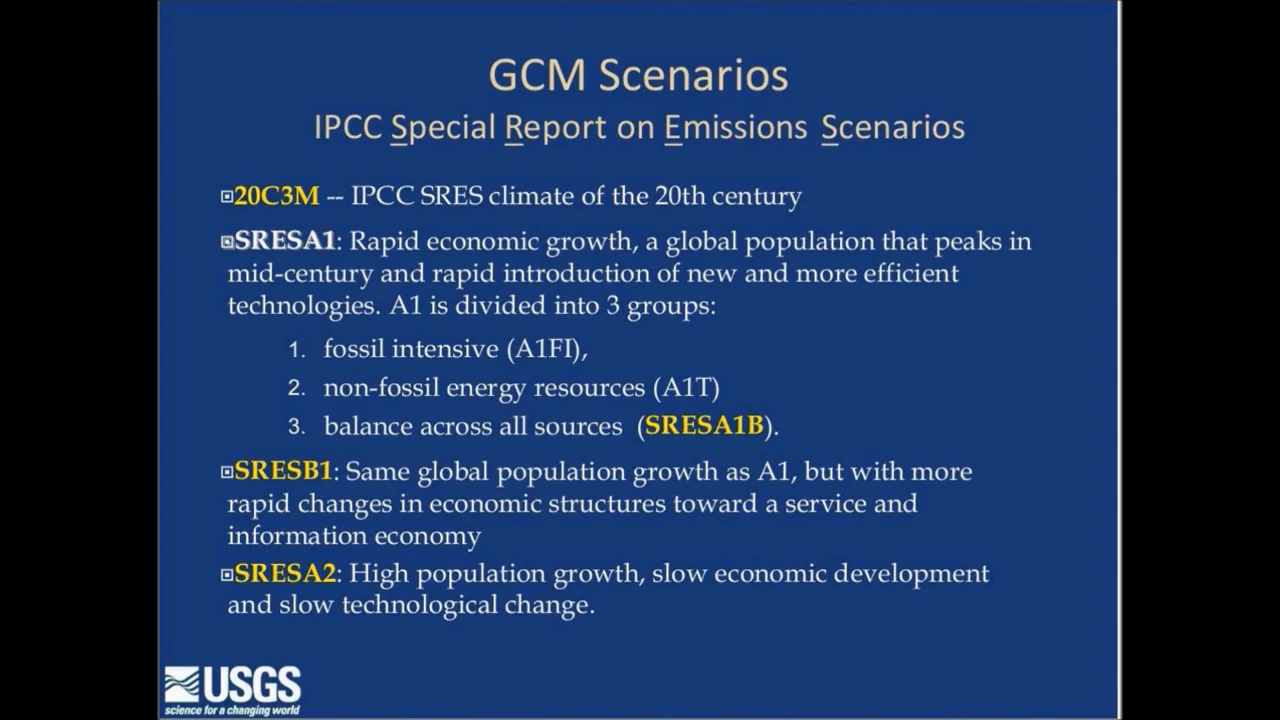 GCM Scenarios
IPCC Special Report on Emissions Scenarios
20C3M -- IPCC SRES climate of the 20th century
SRESA1: Rapid economic growth, a global population that peaks in
mid-century and rapid introduction of new and more efficient
technologies. A1 is divided into 3 groups:
1. fossil intensive (A1FI),
2. non-fossil energy resources (A1T)
3. balance across all sources (SRESA1B).
SRESB1: Same global population growth as A1, but with more
rapid changes in economic structures toward a service and
information economy
SRESA2: High population growth, slow economic development
and slow technological change.
USGS
science for a changing world